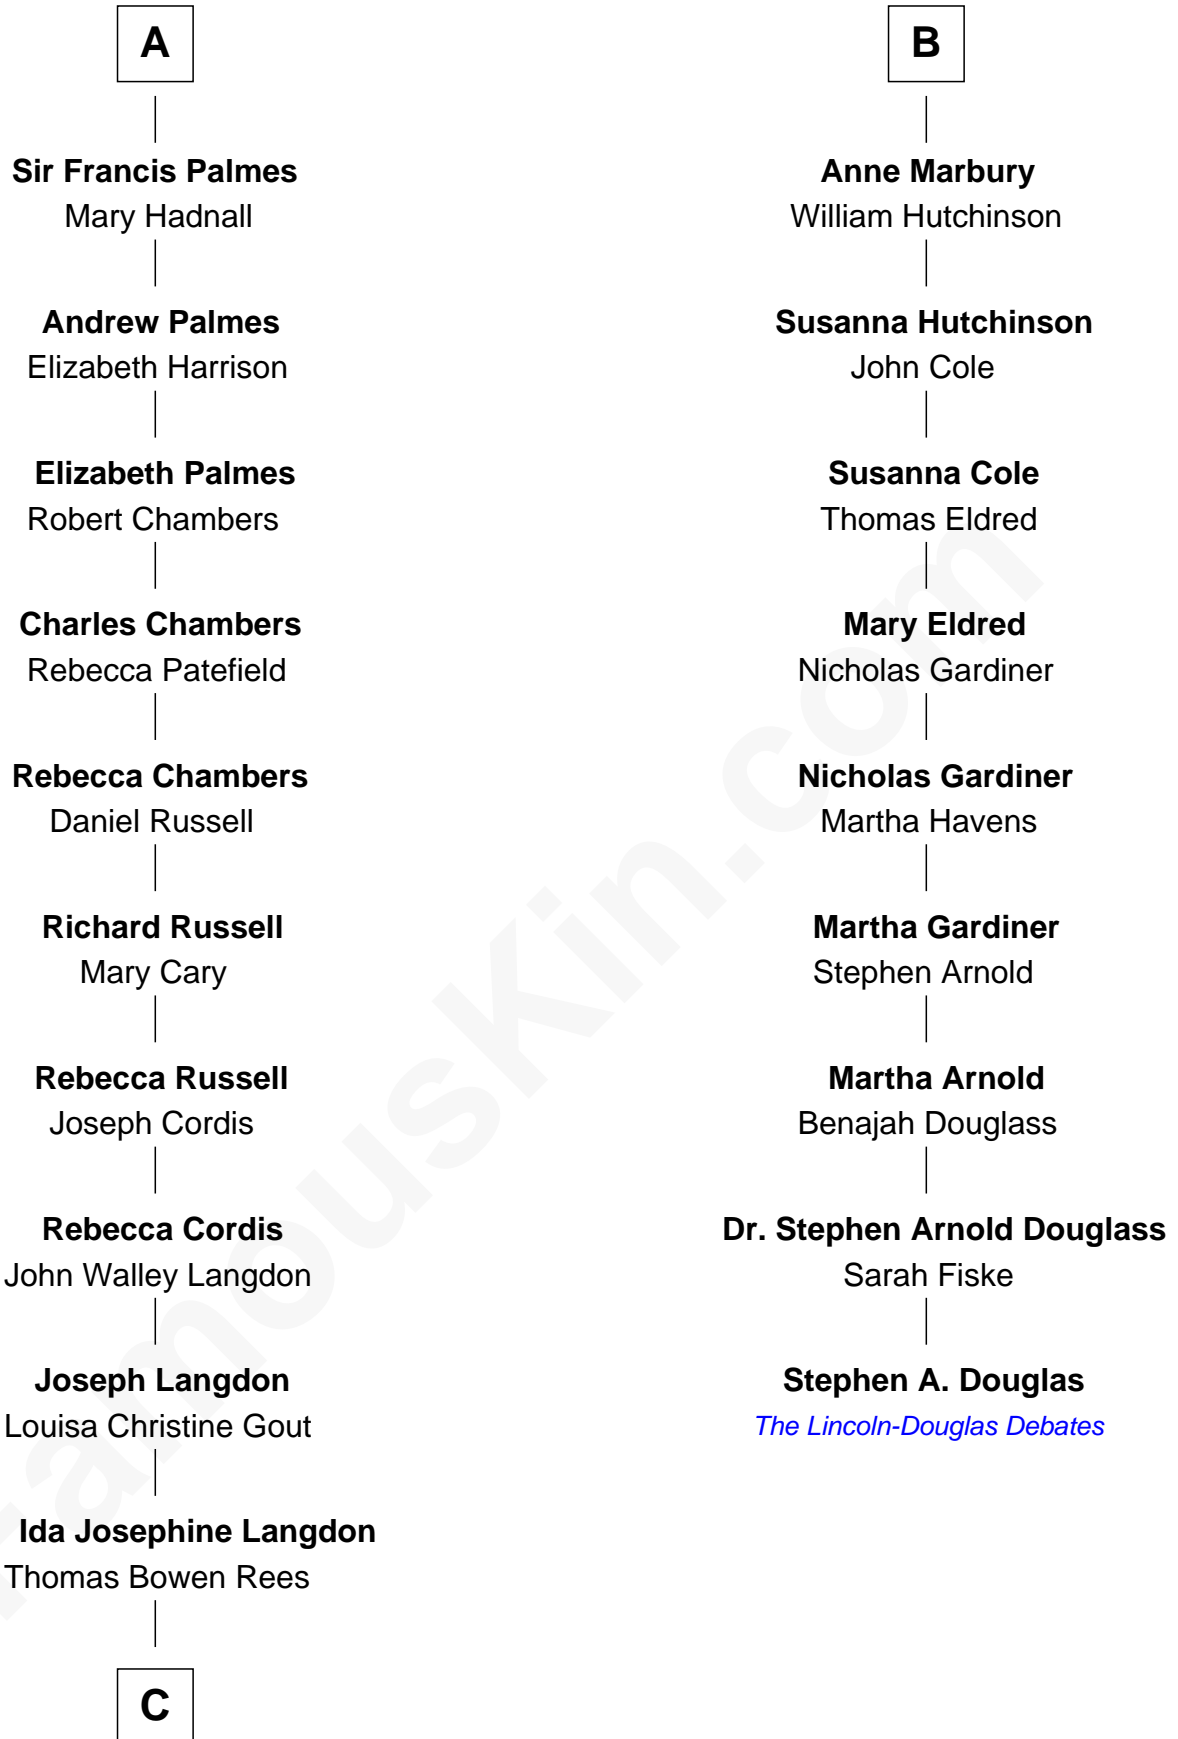 A
Sir Francis Palmes
Mary Hadnall
Andrew Palmes
Elizabeth Harrison
Elizabeth Palmes
Robert Chambers
Charles Chambers
Rebecca Patefield
Rebecca Chambers
Daniel Russell
Richard Russell
Mary Cary
Rebecca Russell
Joseph Cordis
Rebecca Cordis
John Walley Langdon
Joseph Langdon
Louisa Christine Gout
Ida Josephine Langdon
Thomas Bowen Rees
C
B
Anne Marbury
William Hutchinson
Susanna Hutchinson
John Cole
Susanna Cole
Thomas Eldred
Mary Eldred
Nicholas Gardiner
Nicholas Gardiner
Martha Havens
Martha Gardiner
Stephen Arnold
Martha Arnold
Benajah Douglass
Dr. Stephen Arnold Douglass
Sarah Fiske
Stephen A. Douglas
The Lincoln-Douglas Debates
FamousKin.com